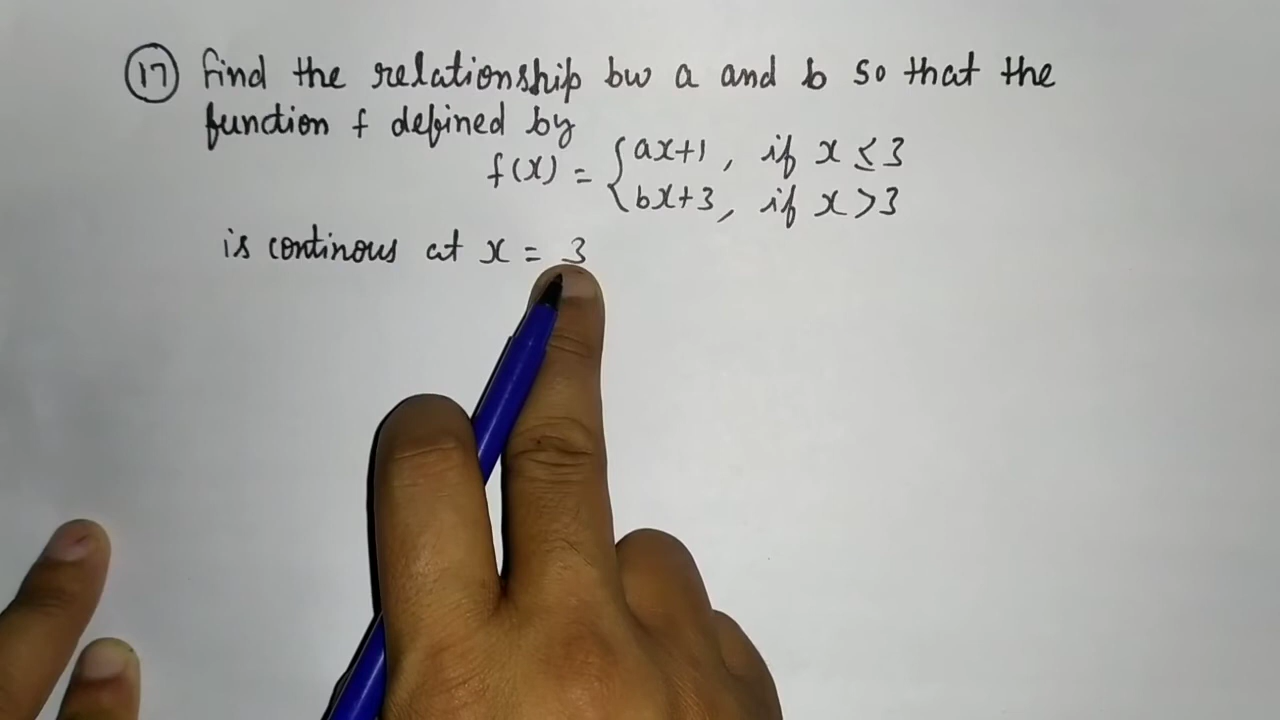 17 find the relationship bw a and b so that the
function f defined by
f(x) = { ax+1, if x ≤ 3
bx+3, if x > 3
is continous at x = 3